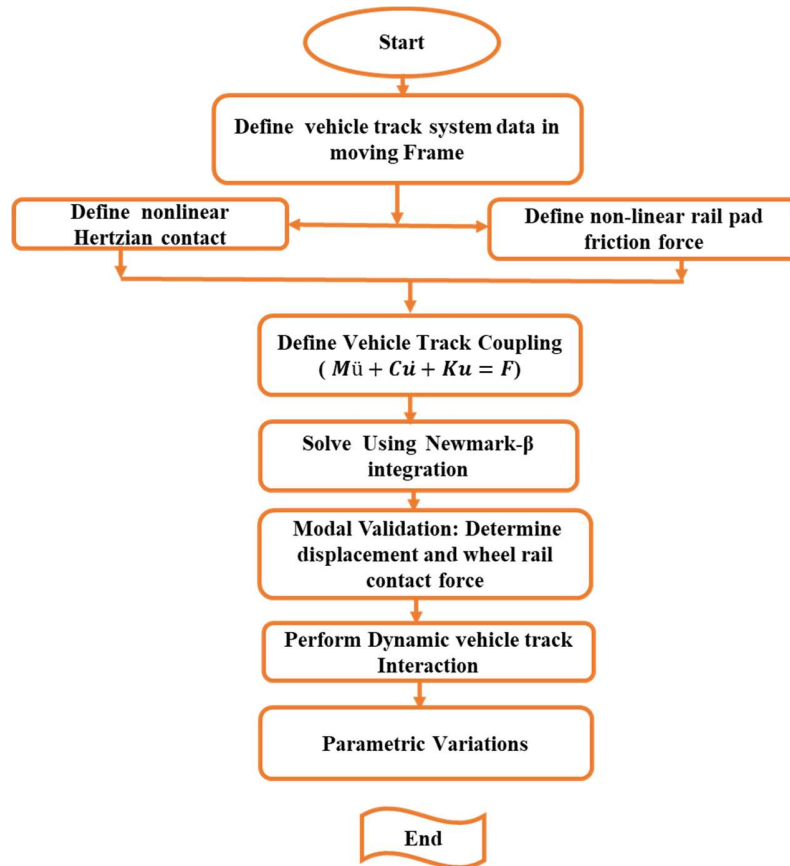 Start
Define vehicle track system data in
moving Frame
Define nonlinear
Hertzian contact
Define non-linear rail pad
friction force
Define Vehicle Track Coupling
( Mü + Cu̇ + Ku = F)
Solve Using Newmark-β
integration
Modal Validation: Determine
displacement and wheel rail
contact force
Perform Dynamic vehicle track
Interaction
Parametric Variations
End